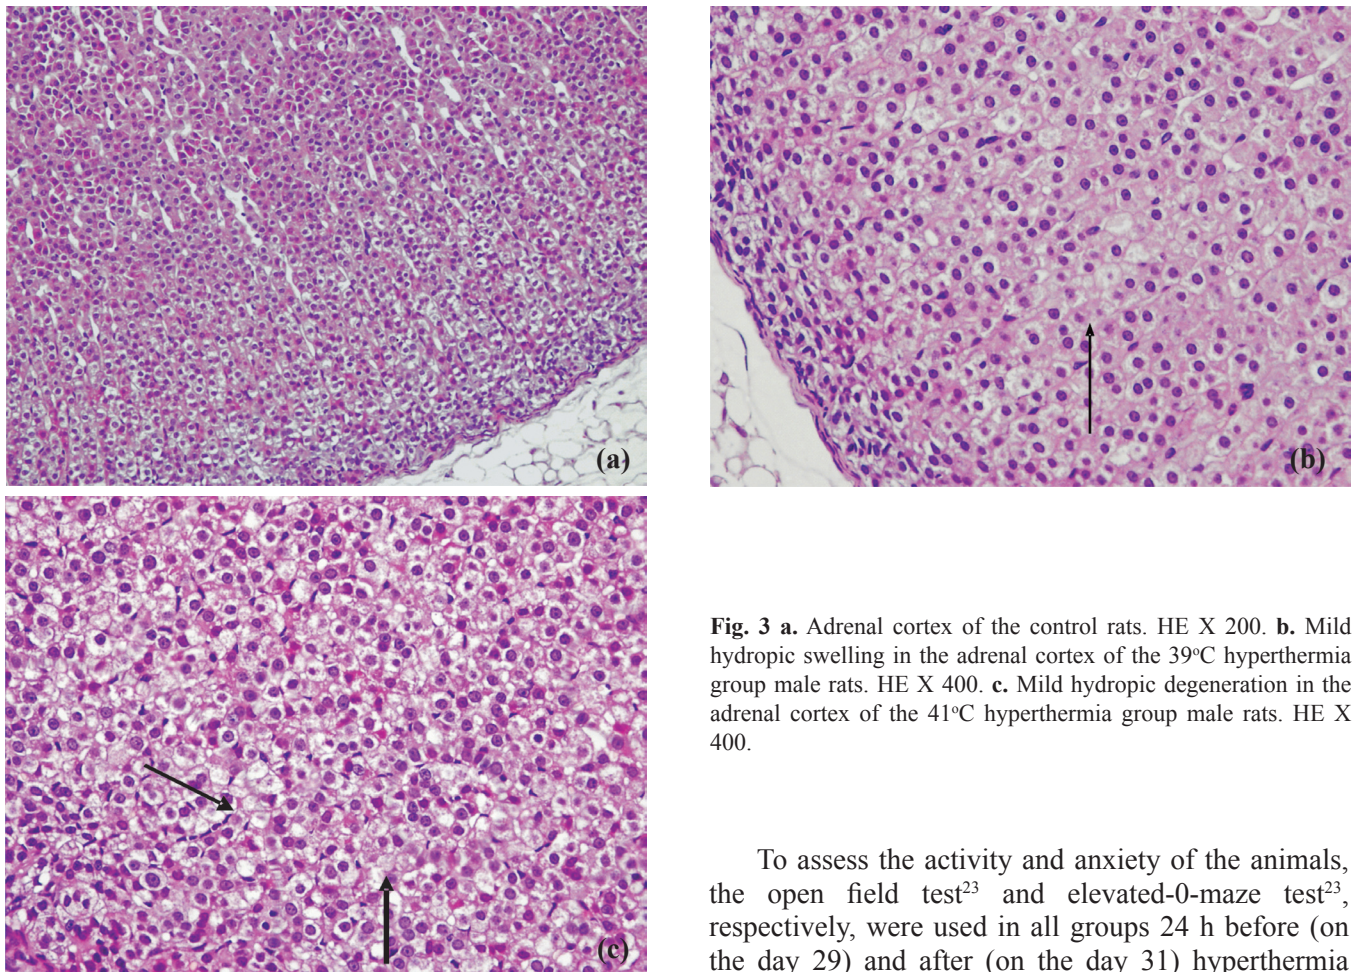 (a)
(b)
(c)
Fig. 3 a. Adrenal cortex of the control rats. HE X 200. b. Mild
hydropic swelling in the adrenal cortex of the 39ºC hyperthermia
group male rats. HE X 400. c. Mild hydropic degeneration in the
adrenal cortex of the 41ºC hyperthermia group male rats. HE X
400.
To assess the activity and anxiety of the animals,
the open field test²³ and elevated-0-maze test²³,
respectively, were used in all groups 24 h before (on
the day 29) and after (on the day 31) hyperthermia